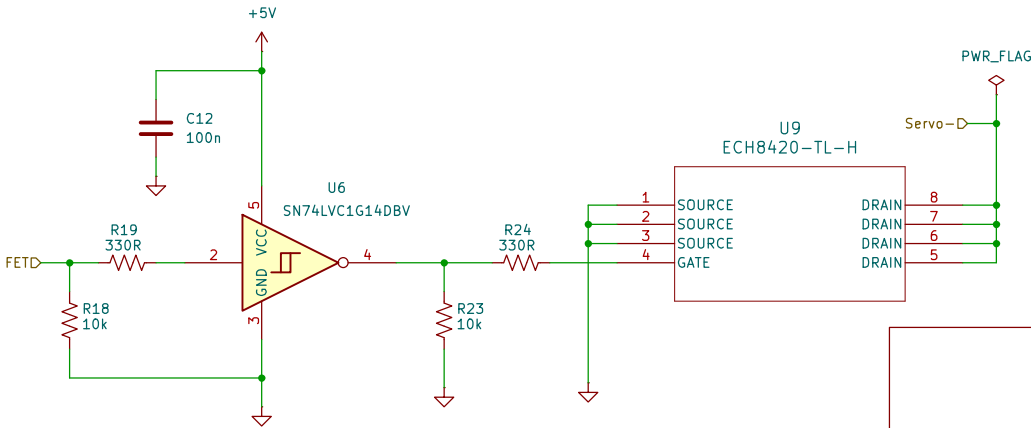 +5V
PWR_FLAG
C12
100n
Servo-
U9
ECH8420-TL-H
U6
SN74LVC1G14DBV
5
VCC
1
SOURCE
DRAIN
8
2
SOURCE
DRAIN
7
3
SOURCE
DRAIN
6
4
GATE
DRAIN
5
R19
330R
R24
330R
FET
2
4
GND
3
R18
10k
R23
10k